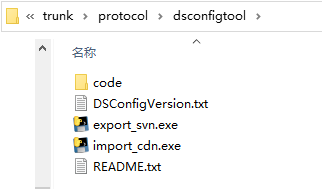 « trunk > protocol > dsconfigtool >
名称
code
DSConfigVersion.txt
export_svn.exe
import_cdn.exe
README.txt